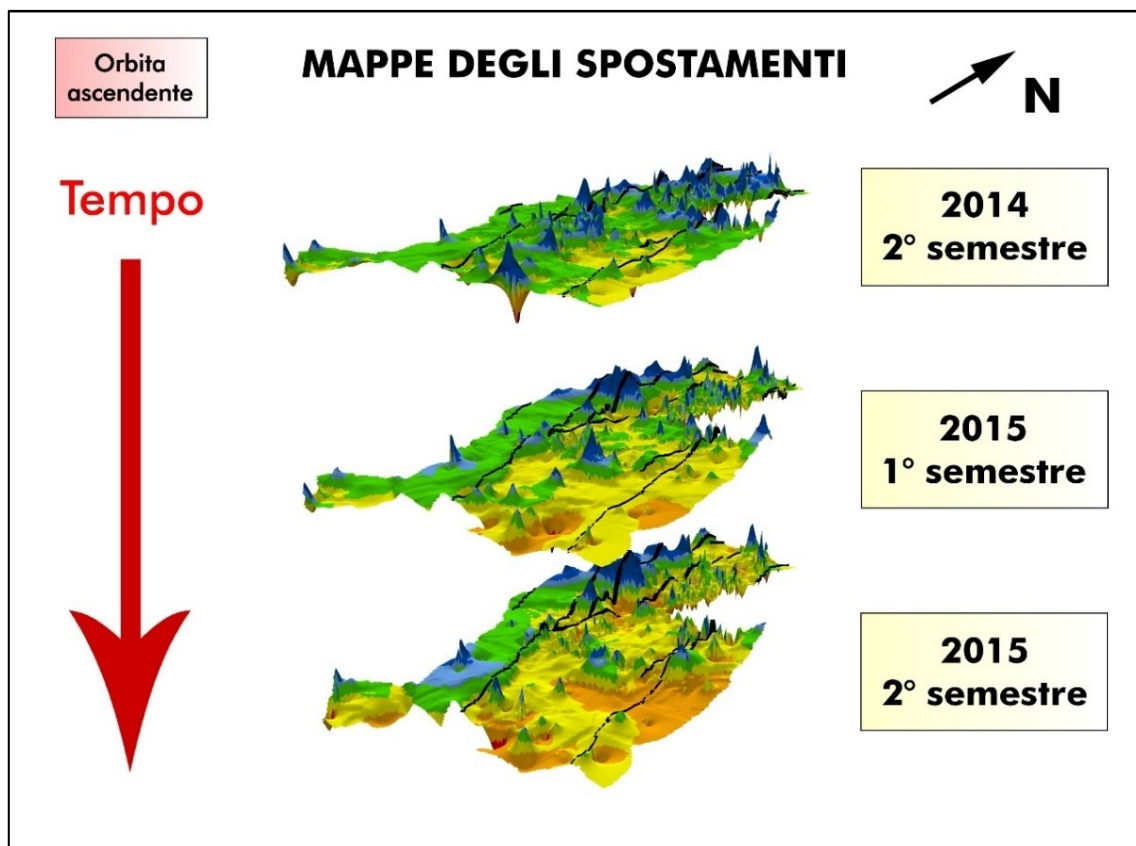 Orbita
ascendente
MAPPE DEGLI SPOSTAMENTI
N
Tempo
2014
2° semestre
2015
1° semestre
2015
2° semestre